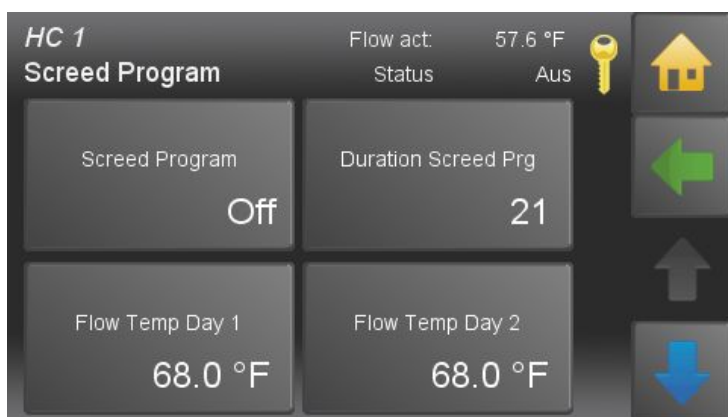 HC 1 Flow act: 57.6 °F
Screed Program Status Aus
Screed Program Duration Screed Prg
Off 21
Flow Temp Day 1 Flow Temp Day 2
68.0 °F 68.0 °F